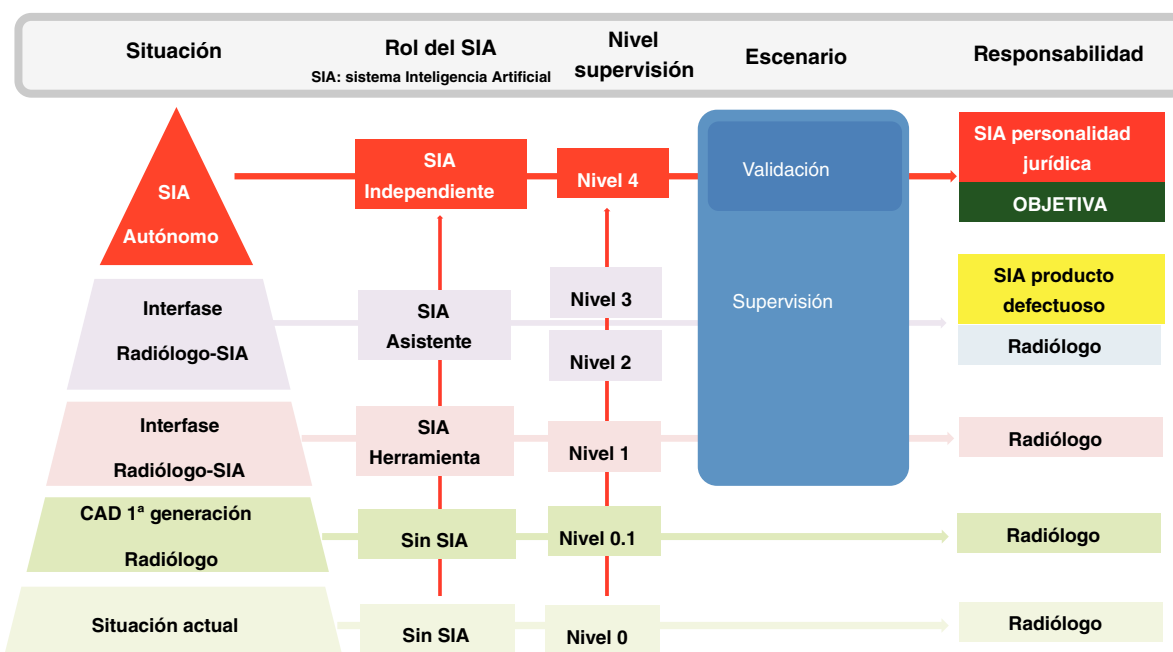 Situación
Rol del SIA
SIA: sistema Inteligencia Artificial
Nivel
supervisión
Escenario
Responsabilidad
SIA
Autónomo
SIA
Independiente
Nivel 4
Validación
SIA personalidad
jurídica
OBJETIVA
Interfase
Radiólogo-SIA
SIA
Asistente
Nivel 3
Nivel 2
Supervisión
SIA producto
defectuoso
Radiólogo
Interfase
Radiólogo-SIA
SIA
Herramienta
Nivel 1
Radiólogo
CAD 1ª generación
Radiólogo
Sin SIA
Nivel 0.1
Radiólogo
Situación actual
Sin SIA
Nivel 0
Radiólogo